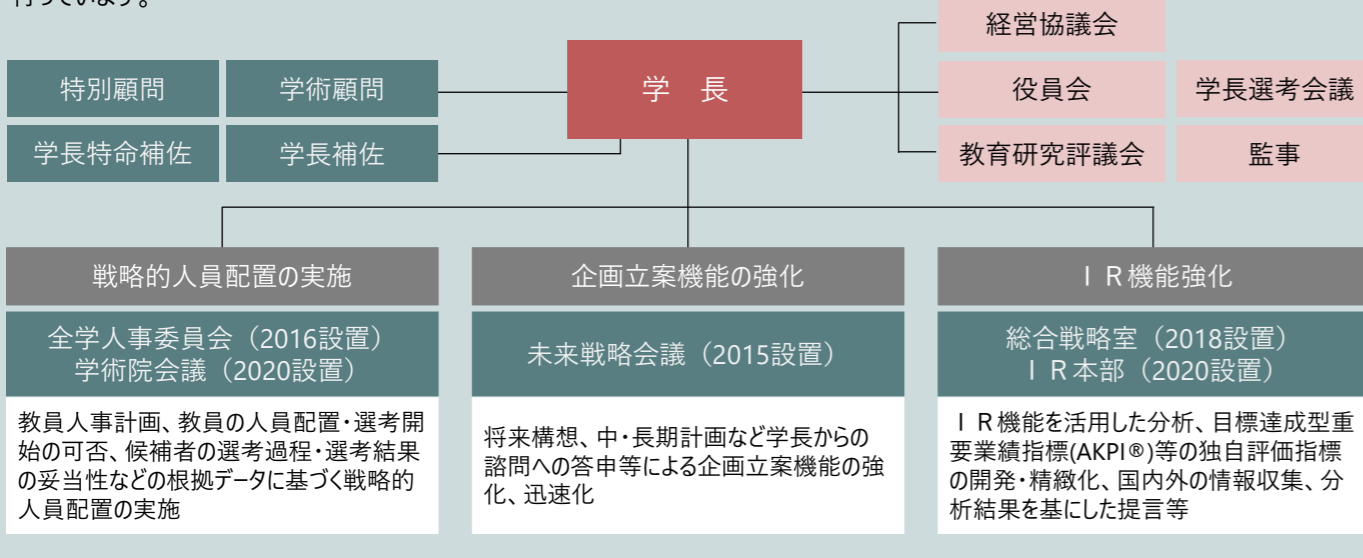 行っています。
経営協議会
特別顧問
学術顧問
学 長
役員会
学長選考会議
学長特命補佐
学長補佐
教育研究評議会
監事
戦略的人員配置の実施
全学人事委員会（2016設置）
学術院会議（2020設置）
教員人事計画、教員の人員配置・選考開
始の可否、候補者の選考過程・選考結果
の妥当性などの根拠データに基づく戦略的
人員配置の実施
企画立案機能の強化
未来戦略会議（2015設置）
将来構想、中・長期計画など学長からの
諮問への答申等による企画立案機能の強
化、迅速化
ＩＲ機能強化
総合戦略室（2018設置）
ＩＲ本部（2020設置）
ＩＲ機能を活用した分析、目標達成型重
要業績指標(AKPI®)等の独自評価指標
の開発・精緻化、国内外の情報収集、分
析結果を基にした提言等